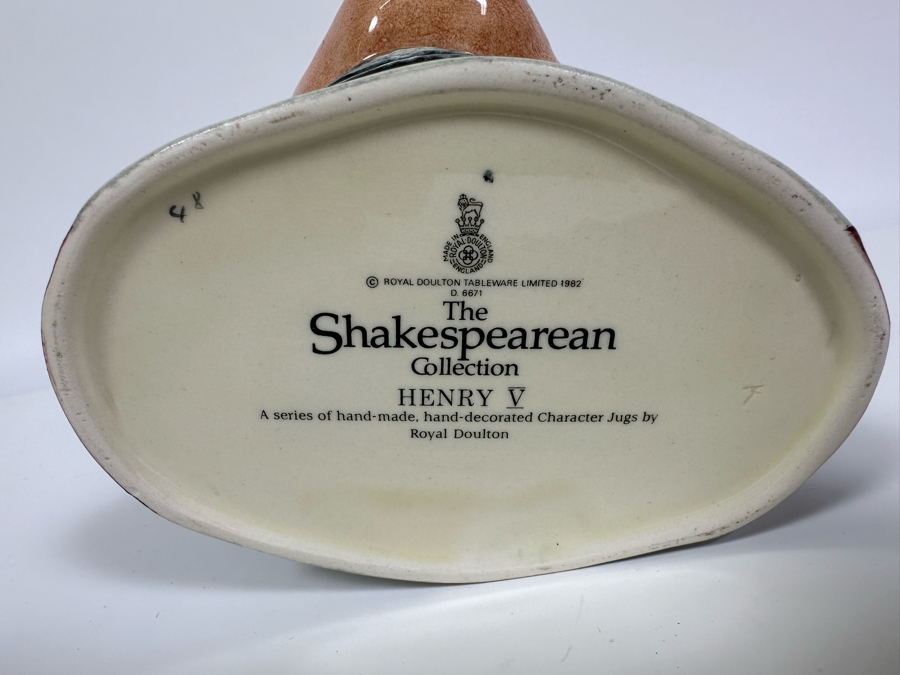 48
MADE IN ENGLAND
ROYAL DOULTON
ENGLAND
© ROYAL DOULTON TABLEWARE LIMITED 1982
D. 6671
The
Shakespearean
Collection
HENRY V
A series of hand-made, hand-decorated Character Jugs by
Royal Doulton